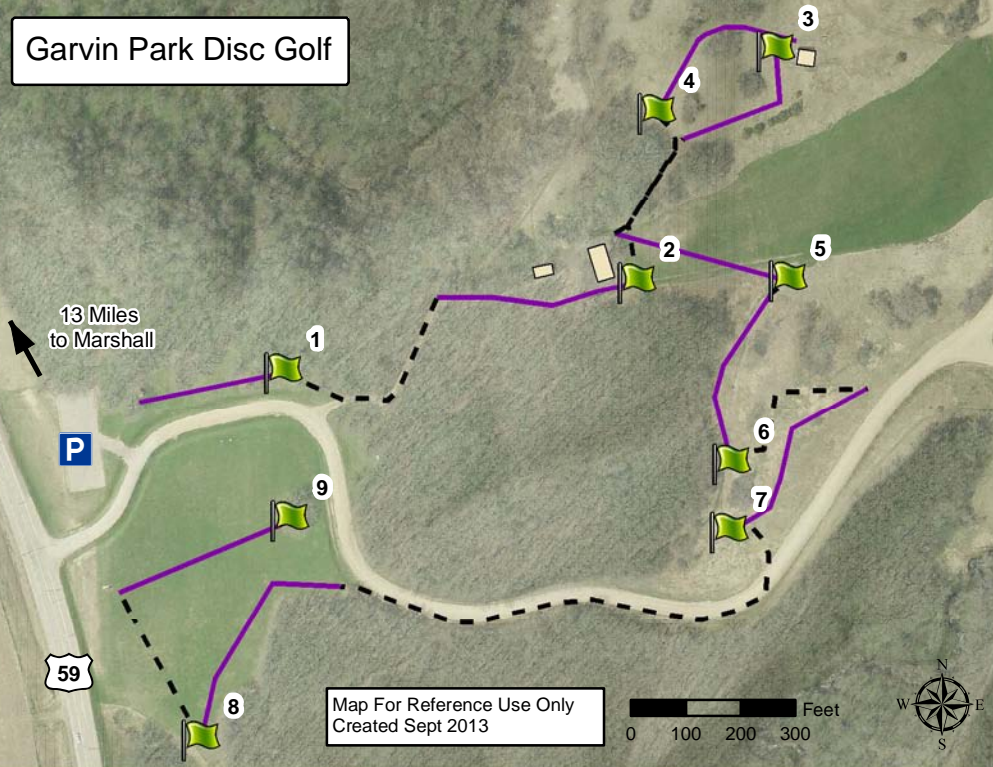 Garvin Park Disc Golf
3
4
2
5
13 Miles
to Marshall
1
P
6
9
7
59
8
Map For Reference Use Only
Created Sept 2013
Feet
0 100 200 300
N
W E
S